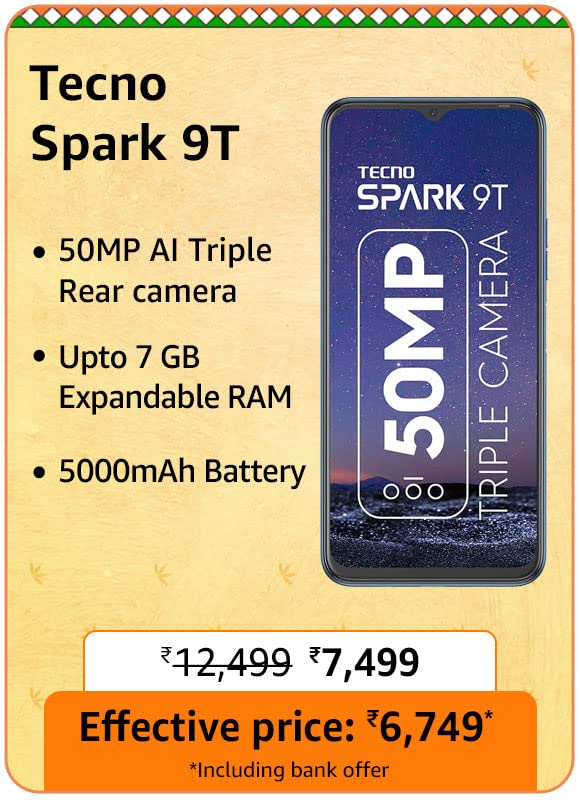 Tecno
Spark 9T
• 50MP AI Triple
Rear camera
• Upto 7 GB
Expandable RAM
• 5000mAh Battery
TECNO
SPARK 9T
50MP
TRIPLE CAMERA
₹12,499 ₹7,499
Effective price: ₹6,749*
*Including bank offer